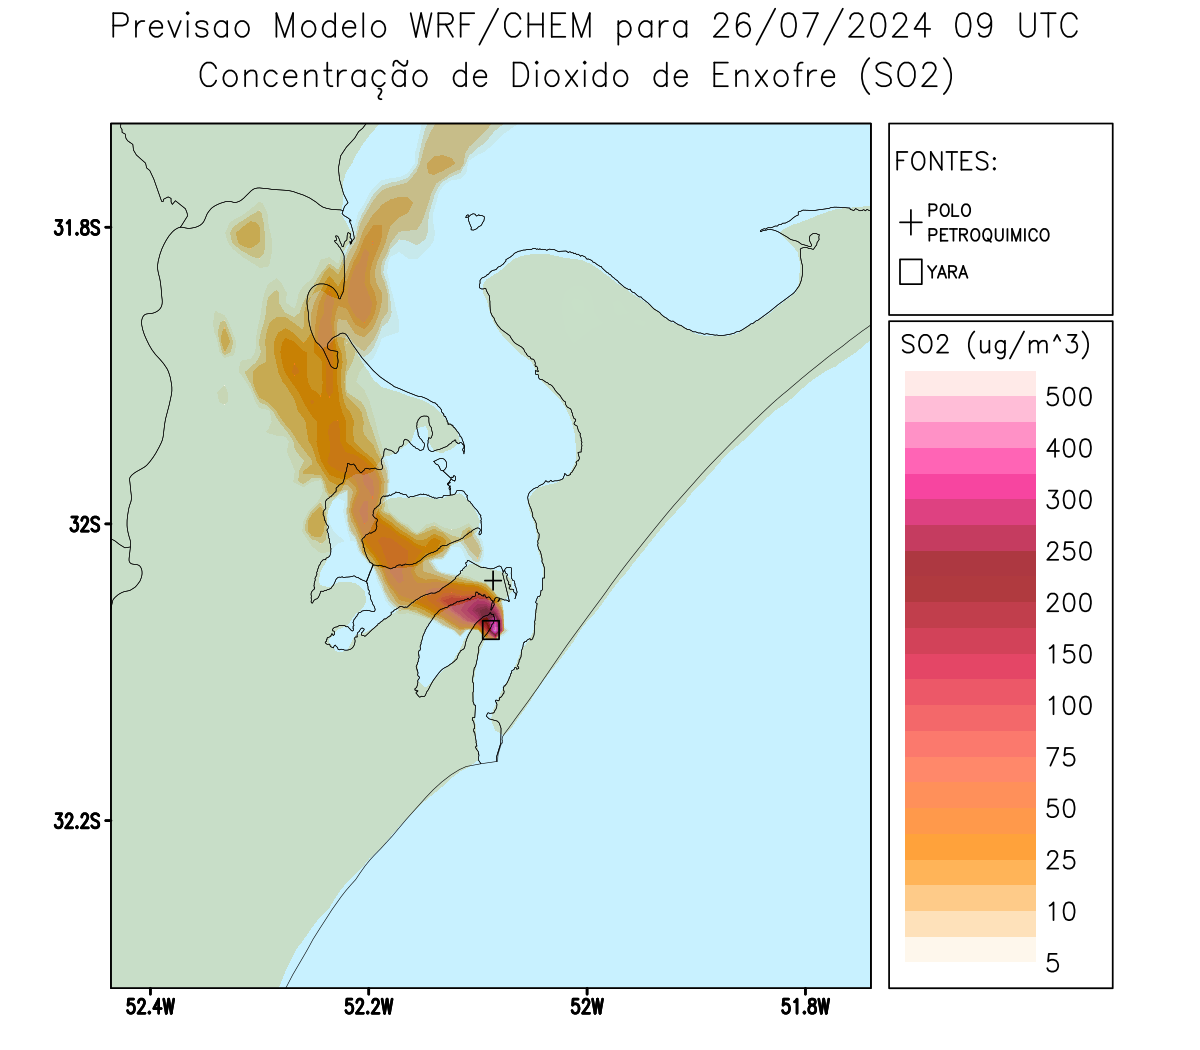 Previsao Modelo WRF/CHEM para 26/07/2024 09 UTC
Concentração de Dioxido de Enxofre (SO2)
FONTES:
POLO
PETROQUIMICO
YARA
SO2 (ug/m^3)
500
400
300
250
200
150
100
75
50
25
10
5
31.8S
32S
32.2S
52.4W
52.2W
52W
51.8W